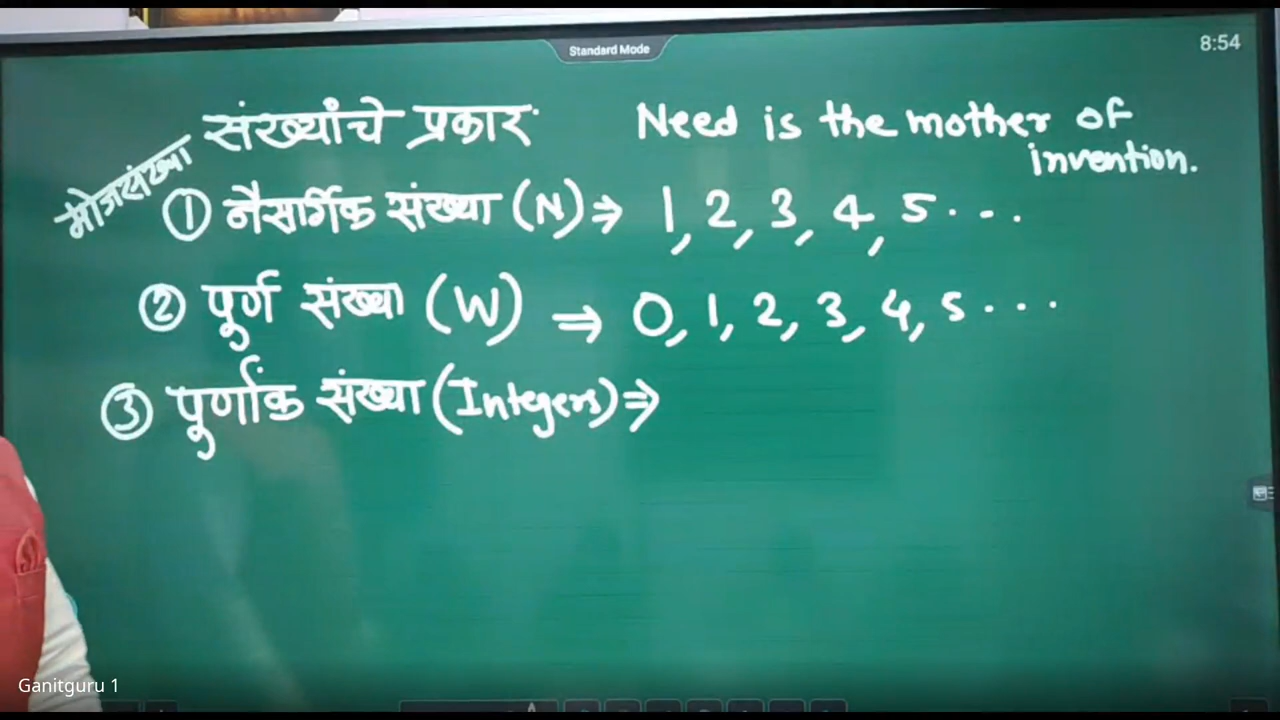 Standard Mode
8:54
संख्यांचे प्रकार
Need is the mother of
invention.
मोजसंख्या
① नैसर्गिक संख्या (N) ⇒ 1, 2, 3, 4, 5 . . .
② पुर्ण संख्या (W) ⇒ 0, 1, 2, 3, 4, 5 . . .
③ पुर्णांक संख्या (Integers) ⇒
Ganitguru 1